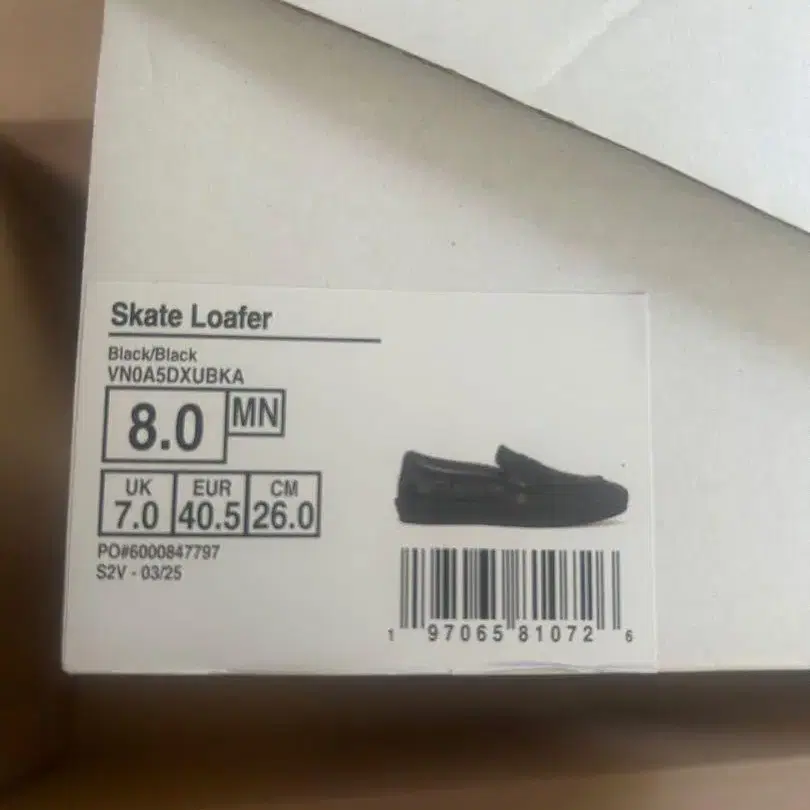 Skate Loafer
Black/Black
VN0A5DXUBKA
8.0 MN
UK EUR CM
7.0 40.5 26.0
PO#6000847797
S2V - 03/25
1 97065 81072 6